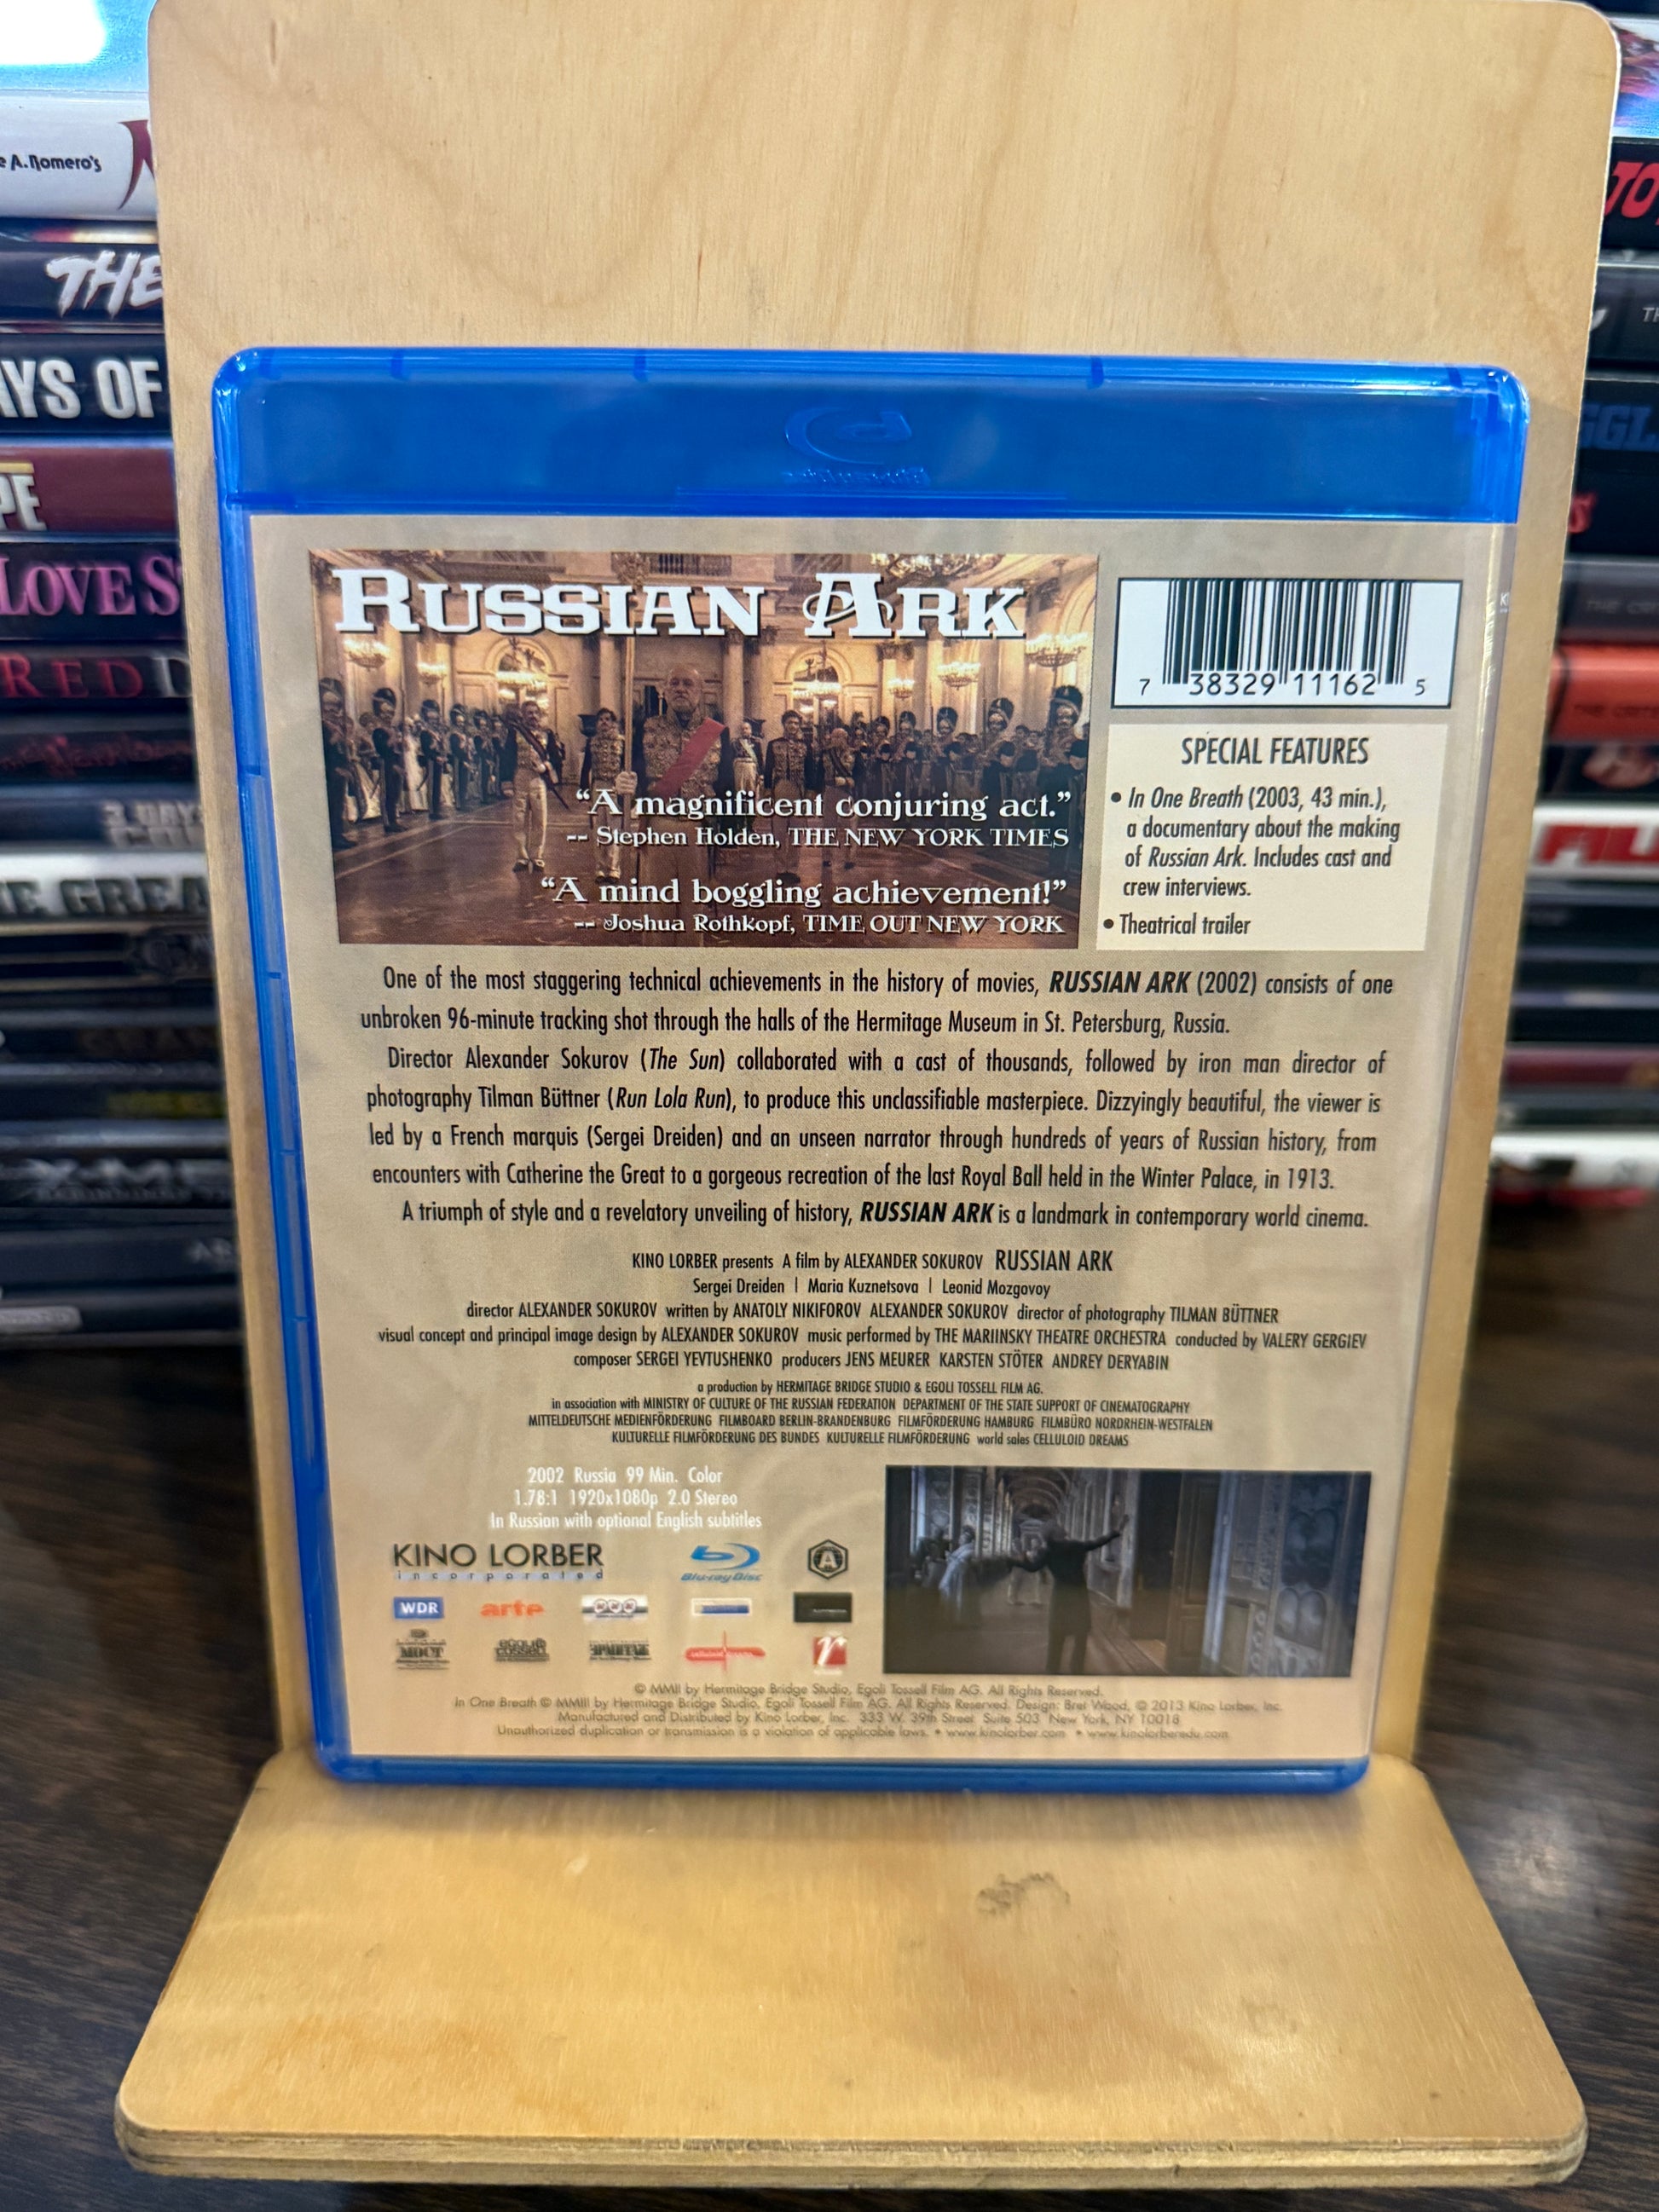 e A.Romero's
THE
AYS OF
PE
LOVE S
RED D
E GREA
JO
RUSSIAN ARK
“A magnificent conjuring act.”
-- Stephen Holden, THE NEW YORK TIMES
“A mind boggling achievement!”
-- Joshua Rothkopf, TIME OUT NEW YORK
7 38329 11162 5
SPECIAL FEATURES
• In One Breath (2003, 43 min.),
a documentary about the making
of Russian Ark. Includes cast and
crew interviews.
• Theatrical trailer
One of the most staggering technical achievements in the history of movies, RUSSIAN ARK (2002) consists of one
unbroken 96-minute tracking shot through the halls of the Hermitage Museum in St. Petersburg, Russia.
Director Alexander Sokurov (The Sun) collaborated with a cast of thousands, followed by iron man director of
photography Tilman Büttner (Run Lola Run), to produce this unclassifiable masterpiece. Dizzyingly beautiful, the viewer is
led by a French marquis (Sergei Dreiden) and an unseen narrator through hundreds of years of Russian history, from
encounters with Catherine the Great to a gorgeous recreation of the last Royal Ball held in the Winter Palace, in 1913.
A triumph of style and a revelatory unveiling of history, RUSSIAN ARK is a landmark in contemporary world cinema.
KINO LORBER presents A film by ALEXANDER SOKUROV RUSSIAN ARK
Sergei Dreiden | Maria Kuznetsova | Leonid Mozgovoy
director ALEXANDER SOKUROV written by ANATOLY NIKIFOROV ALEXANDER SOKUROV director of photography TILMAN BÜTTNER
visual concept and principal image design by ALEXANDER SOKUROV music performed by THE MARIINSKY THEATRE ORCHESTRA conducted by VALERY GERGIEV
composer SERGEI YEVTUSHENKO producers JENS MEURER KARSTEN STÖTER ANDREY DERYABIN
a production by HERMITAGE BRIDGE STUDIO & EGOLI TOSSELL FILM AG.
in association with MINISTRY OF CULTURE OF THE RUSSIAN FEDERATION DEPARTMENT OF THE STATE SUPPORT OF CINEMATOGRAPHY
MITTELDEUTSCHE MEDIENFÖRDERUNG FILMBOARD BERLIN-BRANDENBURG FILMFÖRDERUNG HAMBURG FILMBÜRO NORDRHEIN-WESTFALEN
KULTURELLE FILMFÖRDERUNG DES BUNDES KULTURELLE FILMFÖRDERUNG world sales CELLULOID DREAMS
2002 Russia 99 Min. Color
1.78:1 1920x1080p 2.0 Stereo
In Russian with optional English subtitles
KINO LORBER
incorporated
Blu-ray Disc
A
WDR
arte
МОСТ
egoli tossell
r
© MMII by Hermitage Bridge Studio, Egoli Tossell Film AG. All Rights Reserved.
In One Breath © MMIII by Hermitage Bridge Studio, Egoli Tossell Film AG. All Rights Reserved. Design: Bret Wood, © 2013 Kino Lorber, Inc.
Manufactured and Distributed by Kino Lorber, Inc. 333 W. 39th Street Suite 503 New York, NY 10018
Unauthorized duplication or transmission is a violation of applicable laws. • www.kinolorber.com • www.kinolorberedu.com